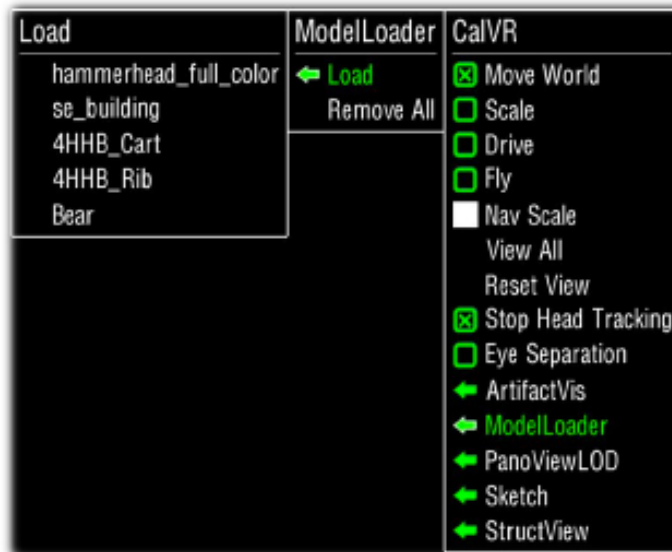 Load
hammerhead_full_color
se_building
4HHB_Cart
4HHB_Rib
Bear
ModelLoader
Load
Remove All
CalVR
Move World
Scale
Drive
Fly
Nav Scale
View All
Reset View
Stop Head Tracking
Eye Separation
ArtifactVis
ModelLoader
PanoViewLOD
Sketch
StructView